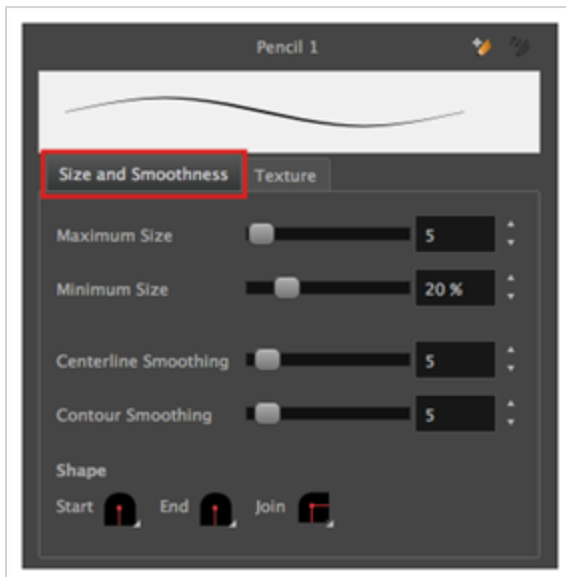 Pencil 1
Size and Smoothness Texture
Maximum Size 5
Minimum Size 20 %
Centerline Smoothing 5
Contour Smoothing 5
Shape
Start End Join